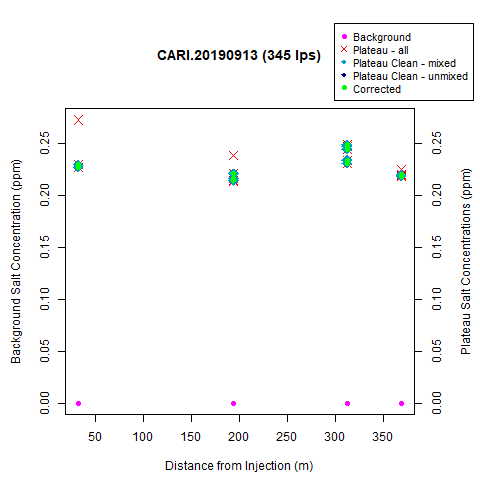 CARI.20190913 (345 lps)
Background
Plateau - all
Plateau Clean - mixed
Plateau Clean - unmixed
Corrected
Background Salt Concentration (ppm)
0.25
0.20
0.15
0.10
0.05
0.00
0.25
0.20
0.15
0.10
0.05
0.00
Plateau Salt Concentrations (ppm)
50 100 150 200 250 300 350
Distance from Injection (m)